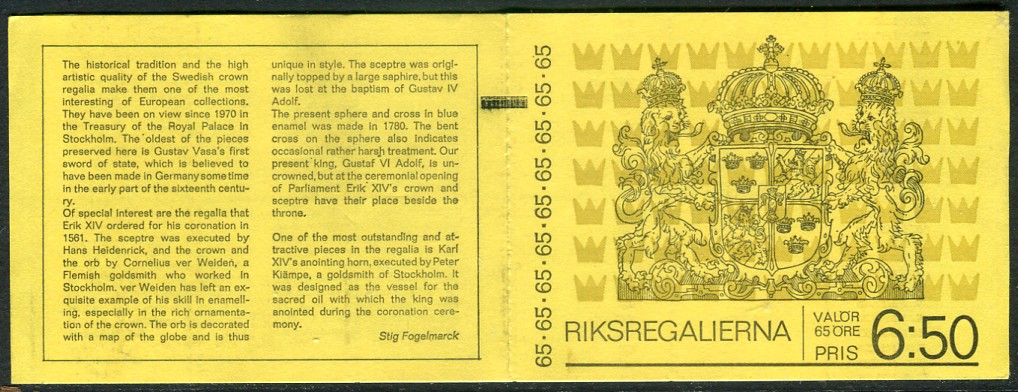 The historical tradition and the high
artistic quality of the Swedish crown
regalia make them one of the most
interesting of European collections.
They have been on view since 1970 in
the Treasury of the Royal Palace in
Stockholm. The oldest of the pieces
preserved here is Gustav Vasa's first
sword of state, which is believed to
have been made in Germany some time
in the early part of the sixteenth centu-
ry.
Of special interest are the regalia that
Erik XIV ordered for his coronation in
1561. The sceptre was executed by
Hans Heidenrick, and the crown and
the orb by Cornelius ver Weiden, a
Flemish goldsmith who worked in
Stockholm. ver Weiden has left an ex-
quisite example of his skill in enamell-
ing, especially in the rich ornamenta-
tion of the crown. The orb is decorated
with a map of the globe and is thus
unique in style. The sceptre was origi-
nally topped by a large saphire, but this
was lost at the baptism of Gustav IV
Adolf.
The present sphere and cross in blue
enamel was made in 1780. The bent
cross on the sphere also indicates
occasional rather harsh treatment. Our
present king, Gustaf VI Adolf, is un-
crowned, but at the ceremonial opening
of Parliament Erik XIV's crown and
sceptre have their place beside the
throne.
One of the most outstanding and at-
tractive pieces in the regalia is Karl
XIV's anointing horn, executed by Peter
Klämpe, a goldsmith of Stockholm. It
was designed as the vessel for the
sacred oil with which the king was
anointed during the coronation cere-
mony.
Stig Fogelmarck
65·65·65·65·65·65·65·65·65·65
RIKSREGALIERNA
VALÖR
65 ÖRE
PRIS
6:50